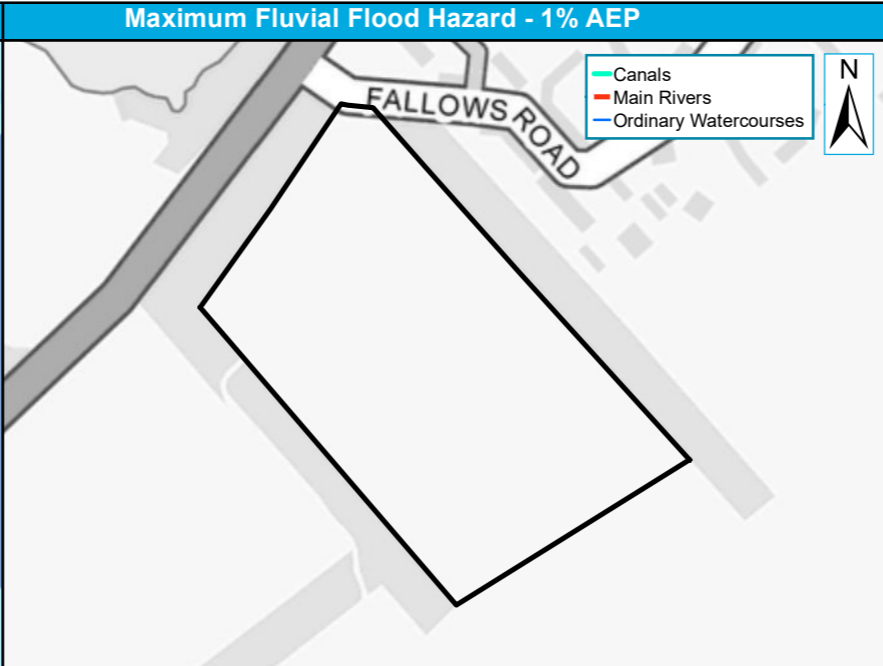 Maximum Fluvial Flood Hazard - 1% AEP
Canals
Main Rivers
Ordinary Watercourses
N
FALLOWS ROAD